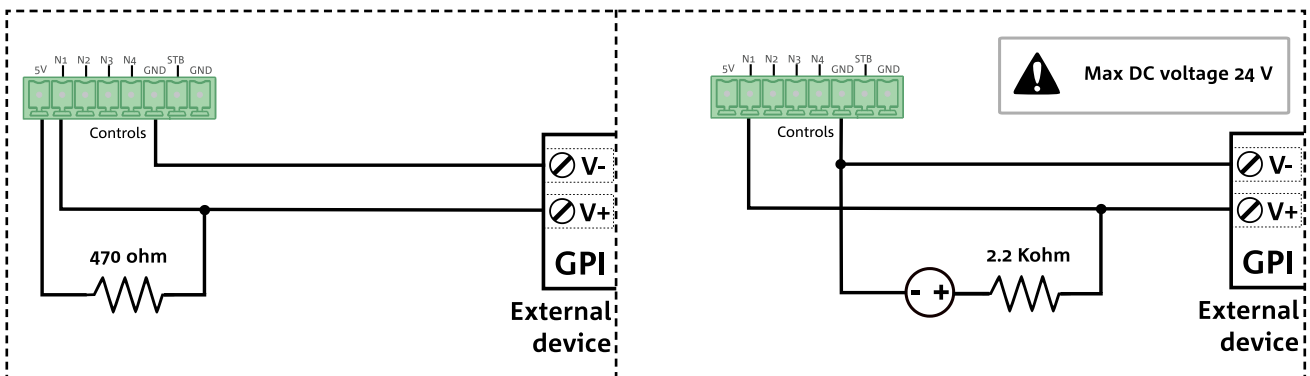 5V N1 N2 N3 N4 GND STB GND
Controls
V-
V+
470 ohm
GPI
External
device
5V N1 N2 N3 N4 GND STB GND
Max DC voltage 24 V
Controls
V-
V+
2.2 Kohm
GPI
- +
External
device